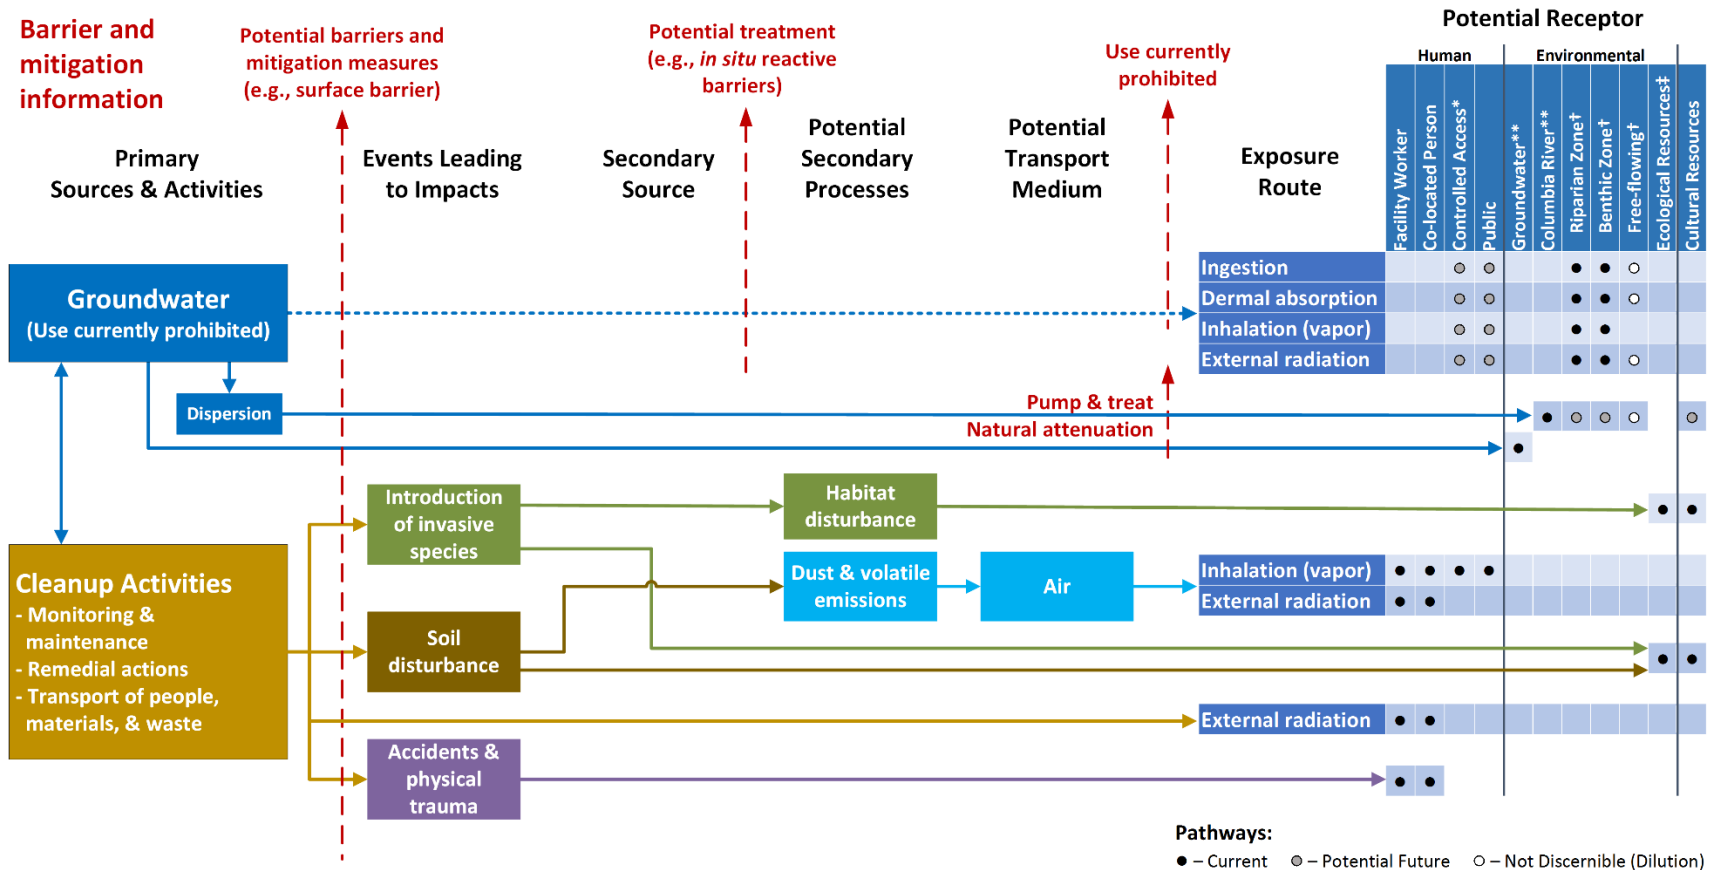 Barrier and
mitigation
information
Potential barriers and
mitigation measures
(e.g., surface barrier)
Potential treatment
(e.g., in situ reactive
barriers)
Use currently
prohibited
Potential Receptor
Human
Environmental
Primary
Sources & Activities
Events Leading
to Impacts
Secondary
Source
Potential
Secondary
Processes
Potential
Transport
Medium
Exposure
Route
Facility Worker
Co-located Person
Controlled Access*
Public
Groundwater**
Columbia River**
Riparian Zone†
Benthic Zone†
Free-flowing†
Ecological Resources‡
Cultural Resources
Groundwater
(Use currently prohibited)
Ingestion
Dermal absorption
Inhalation (vapor)
External radiation
Dispersion
Pump & treat
Natural attenuation
Introduction
of invasive
species
Habitat
disturbance
Cleanup Activities
- Monitoring &
maintenance
- Remedial actions
- Transport of people,
materials, & waste
Dust & volatile
emissions
Air
Inhalation (vapor)
External radiation
Soil
disturbance
External radiation
Accidents &
physical
trauma
Pathways:
– Current
– Potential Future
– Not Discernible (Dilution)